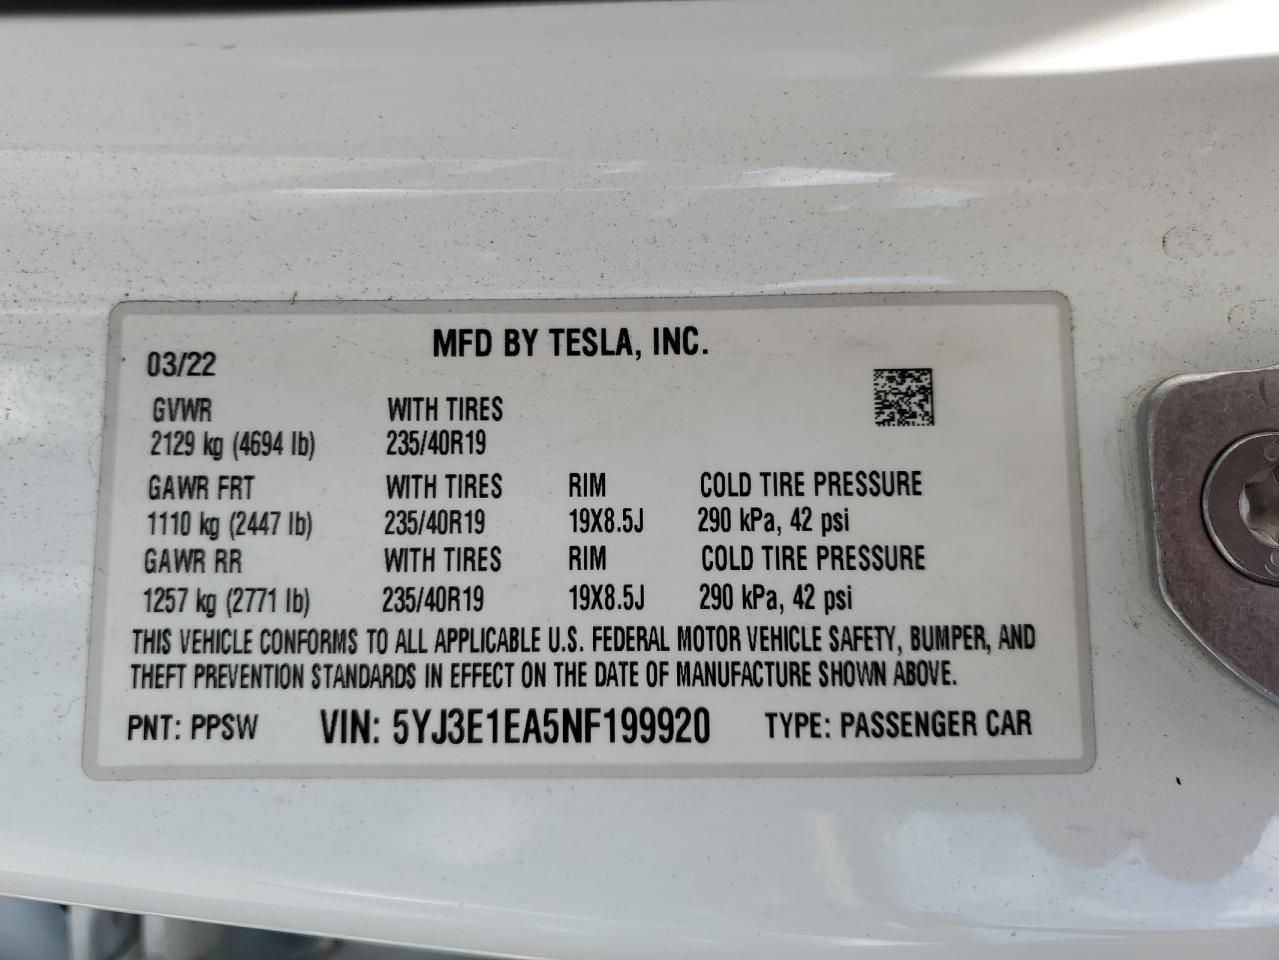 MFD BY TESLA, INC.
03/22
GVWR WITH TIRES
2129 kg (4694 lb) 235/40R19
GAWR FRT WITH TIRES RIM COLD TIRE PRESSURE
1110 kg (2447 lb) 235/40R19 19X8.5J 290 kPa, 42 psi
GAWR RR WITH TIRES RIM COLD TIRE PRESSURE
1257 kg (2771 lb) 235/40R19 19X8.5J 290 kPa, 42 psi
THIS VEHICLE CONFORMS TO ALL APPLICABLE U.S. FEDERAL MOTOR VEHICLE SAFETY, BUMPER, AND
THEFT PREVENTION STANDARDS IN EFFECT ON THE DATE OF MANUFACTURE SHOWN ABOVE.
PNT: PPSW VIN: 5YJ3E1EA5NF199920 TYPE: PASSENGER CAR